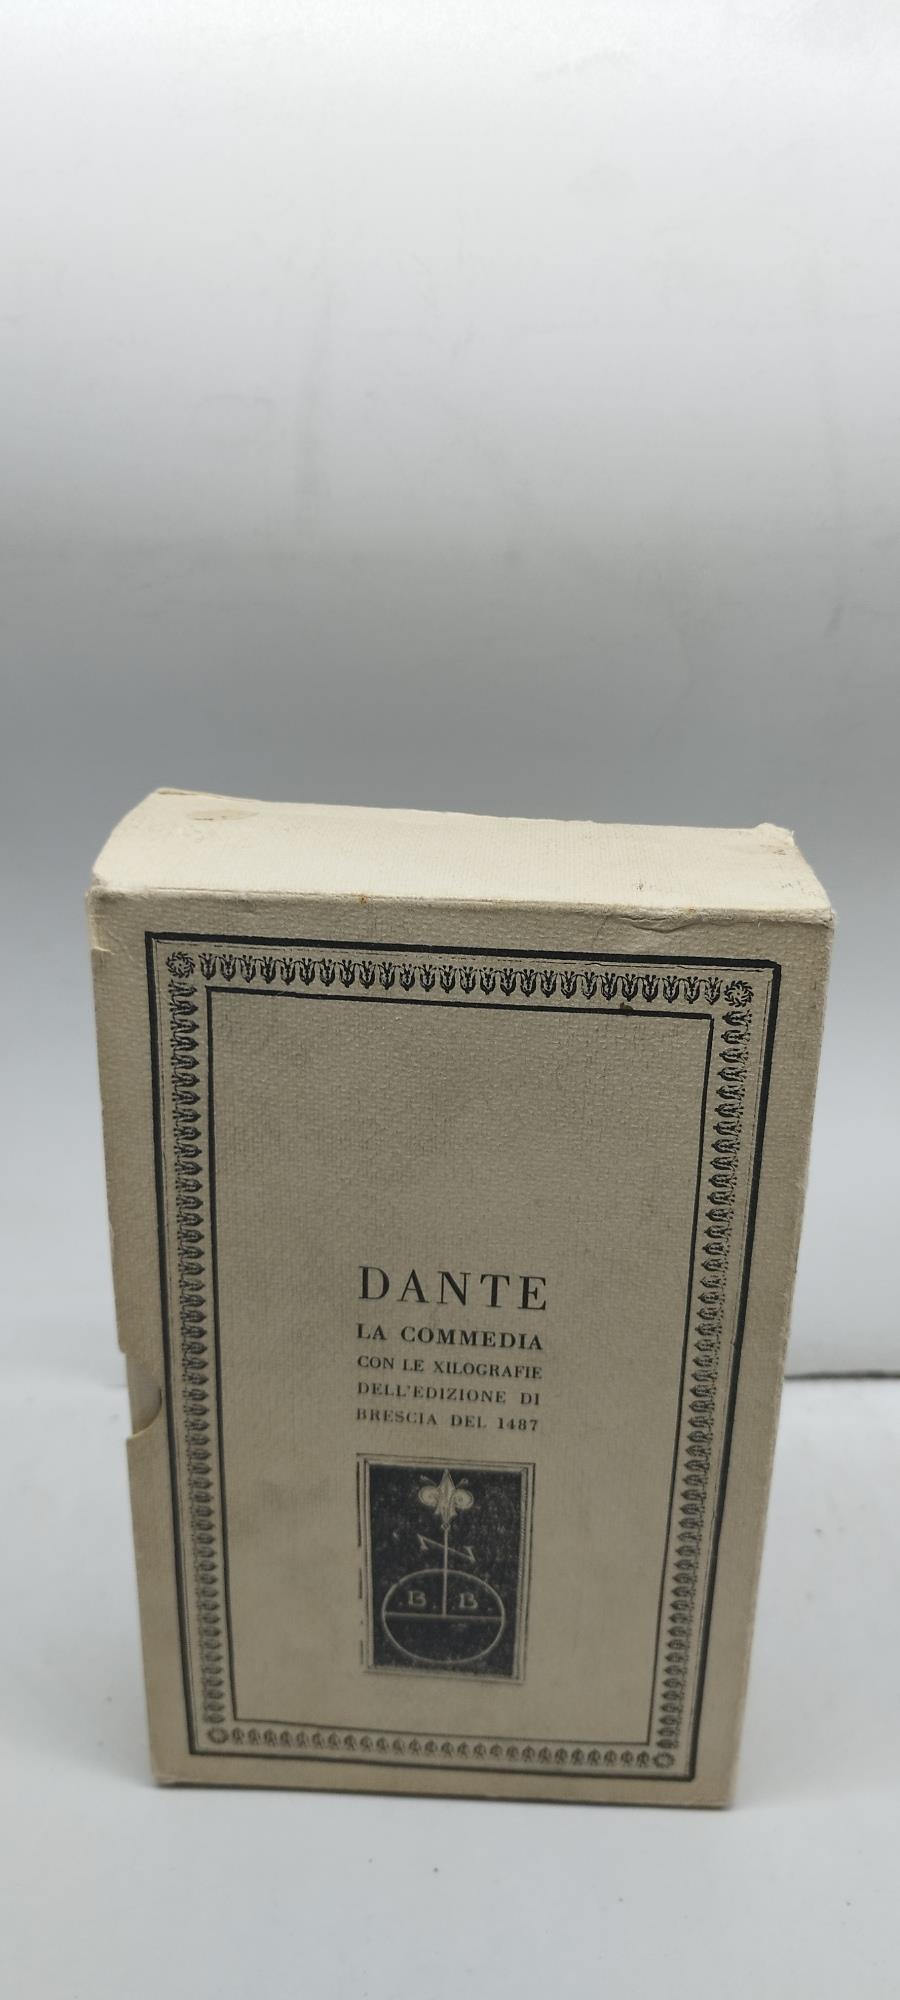 DANTE
LA COMMEDIA
CON LE XILOGRAFIE
DELL'EDIZIONE DI
BRESCIA DEL 1487
.B. .B.